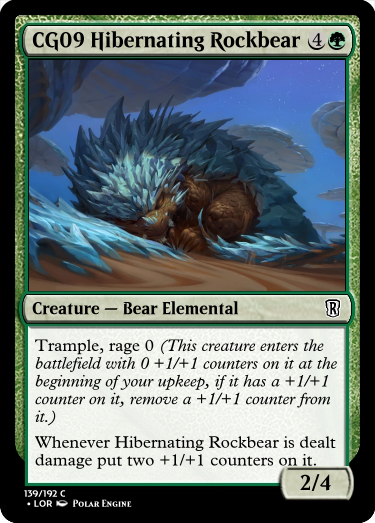 CG09 Hibernating Rockbear 4
Creature — Bear Elemental
R
Trample, rage 0 (This creature enters the
battlefield with 0 +1/+1 counters on it at the
beginning of your upkeep, if it has a +1/+1
counter on it, remove a +1/+1 counter from
it.)
Whenever Hibernating Rockbear is dealt
damage put two +1/+1 counters on it.
2/4
139/192 C
• LOR Polar Engine